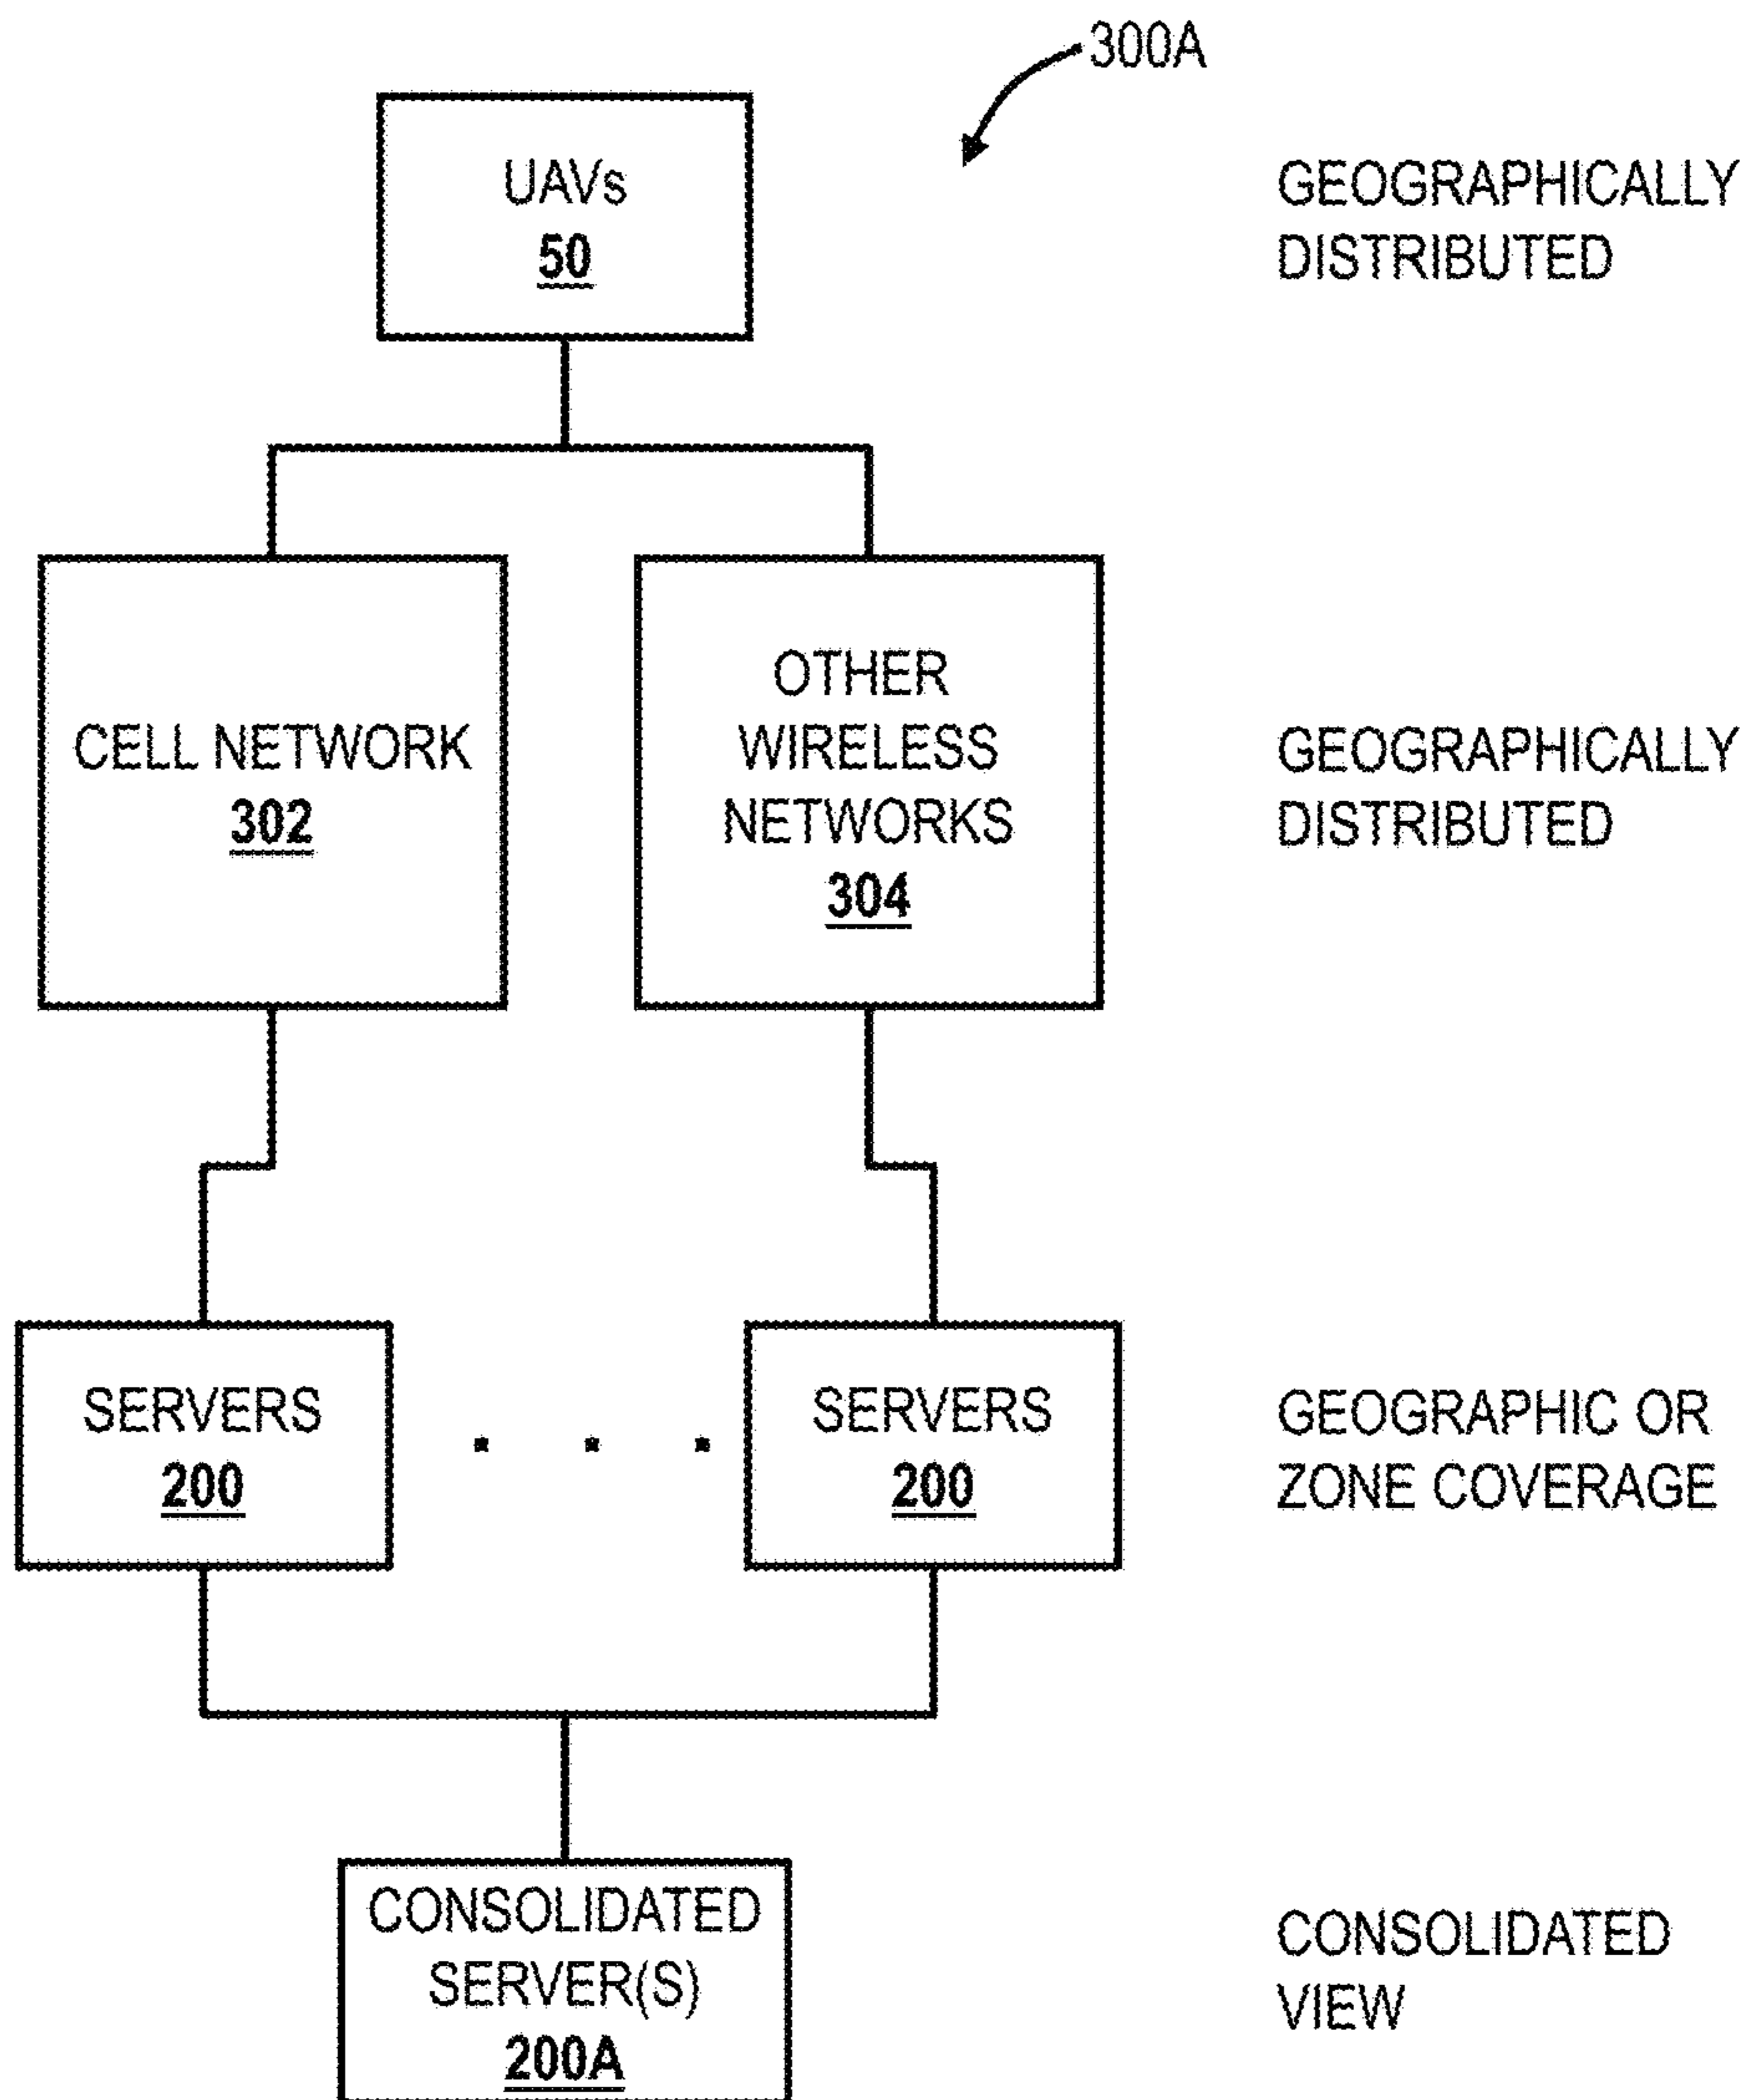 300A
UAVs
50
GEOGRAPHICALLY
DISTRIBUTED
CELL NETWORK
302
OTHER
WIRELESS
NETWORKS
304
GEOGRAPHICALLY
DISTRIBUTED
SERVERS
200
. . .
SERVERS
200
GEOGRAPHIC OR
ZONE COVERAGE
CONSOLIDATED
SERVER(S)
200A
CONSOLIDATED
VIEW